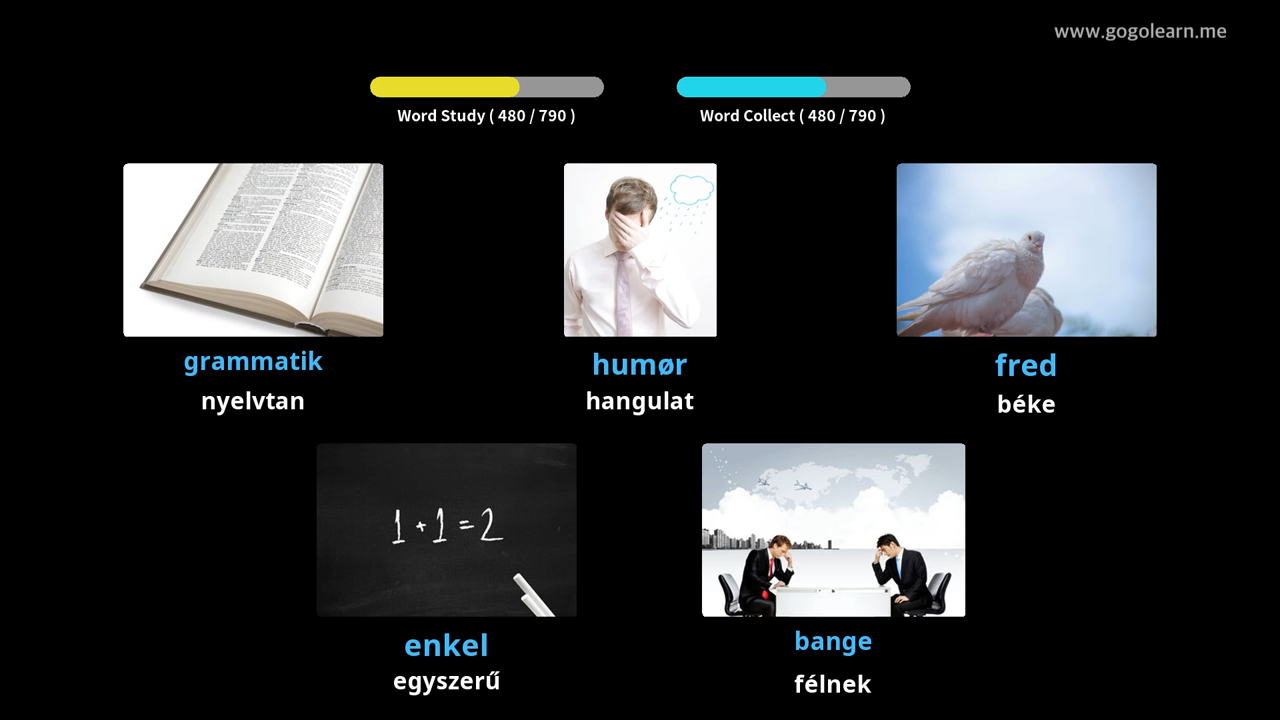 www.gogolearn.me
Word Study ( 480 / 790 )
Word Collect ( 480 / 790 )
grammatik
nyelvtan
humør
hangulat
fred
béke
1 + 1 = 2
enkel
egyszerű
bange
félnek